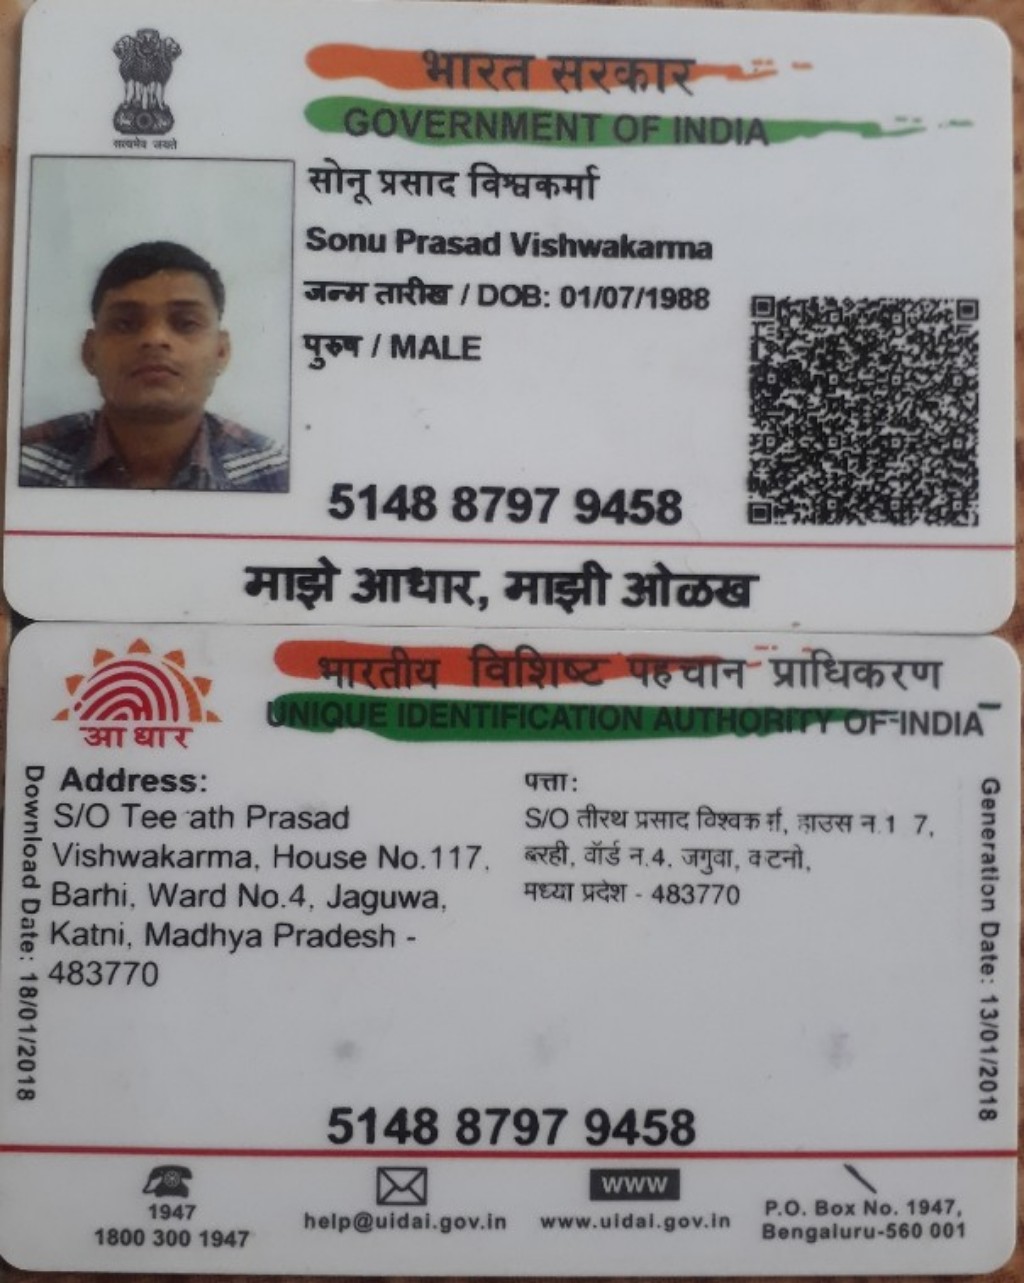 सत्यमेव जयते
भारत सरकार
GOVERNMENT OF INDIA
सोनू प्रसाद विश्वकर्मा
Sonu Prasad Vishwakarma
जन्म तारीख / DOB: 01/07/1988
पुरुष / MALE
5148 8797 9458
माझे आधार, माझी ओळख
आधार
भारतीय विशिष्ट पहचान प्राधिकरण
UNIQUE IDENTIFICATION AUTHORITY OF INDIA
Download Date: 18/01/2018
Address:
S/O Tee ath Prasad
Vishwakarma, House No.117,
Barhi, Ward No.4, Jaguwa,
Katni, Madhya Pradesh -
483770
पत्ता:
S/O तीरथ प्रसाद, हाउस न.1 7,
बरही, वॉर्ड न.4, जगुवा,
मध्या प्रदेश - 483770
Generation Date: 13/01/2018
5148 8797 9458
1947
1800 300 1947
help@uidai.gov.in
www
www.uidai.gov.in
P.O. Box No. 1947,
Bengaluru-560 001